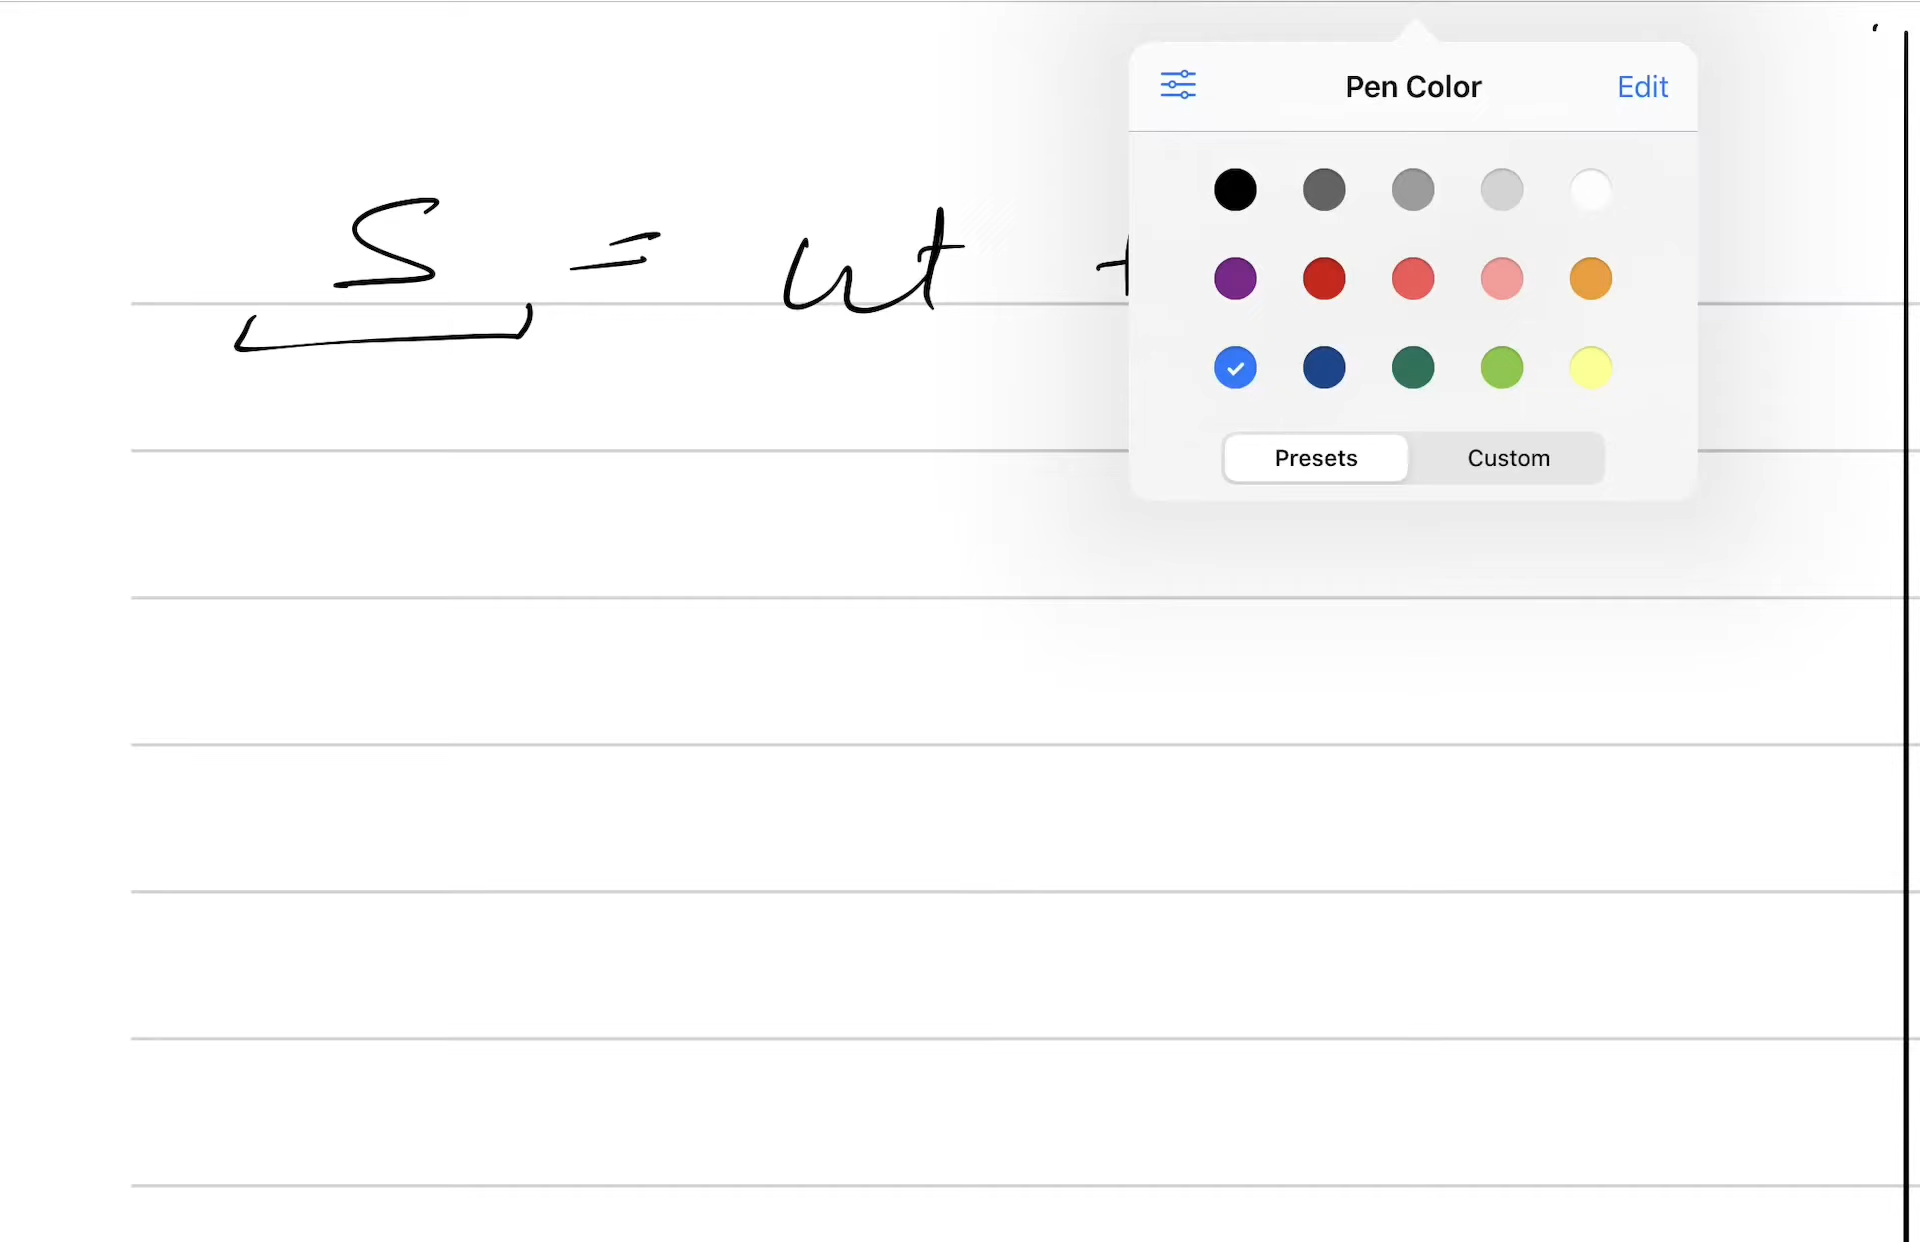 Pen Color Edit
S = ut +
Presets Custom